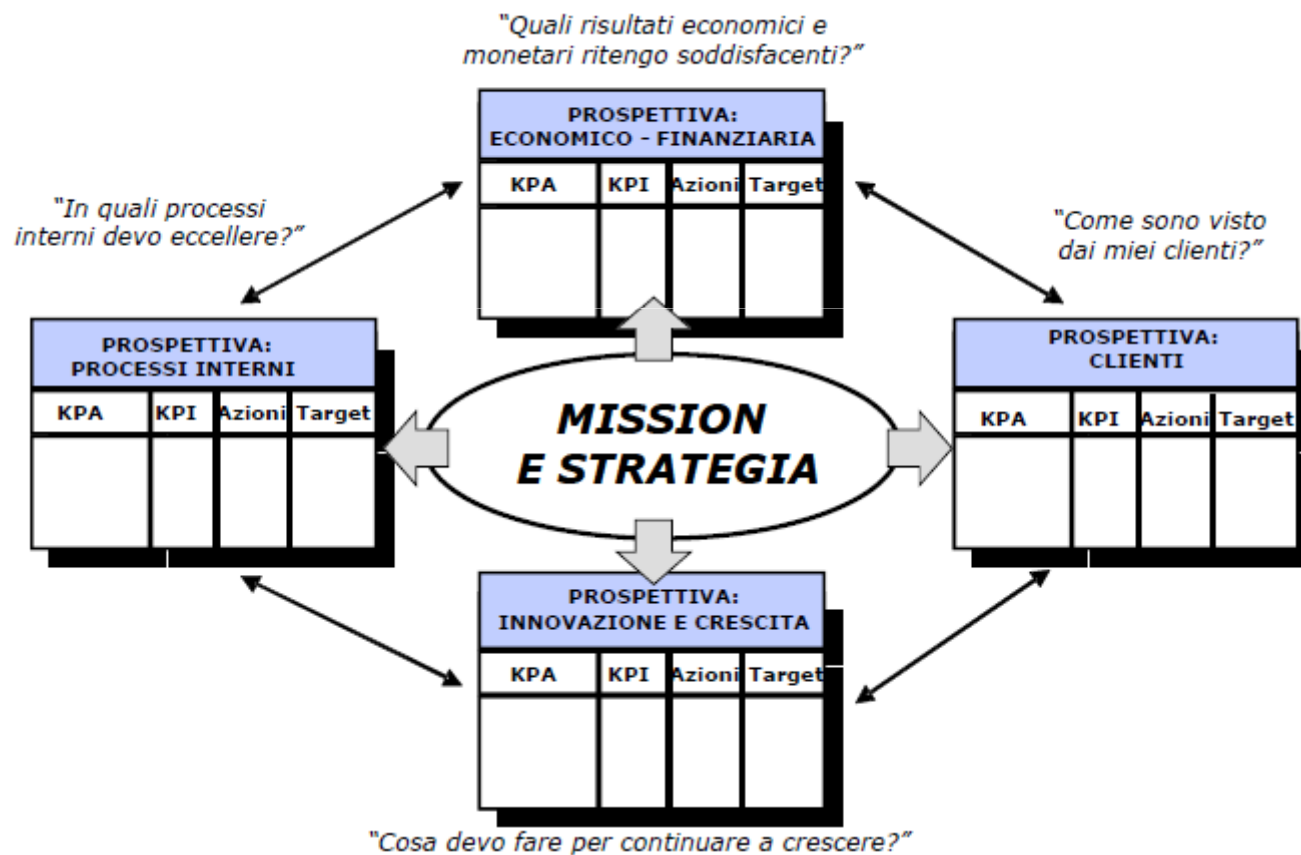 “Quali risultati economici e
monetari ritengo soddisfacenti?”
PROSPETTIVA:
ECONOMICO - FINANZIARIA
KPA KPI Azioni Target
“In quali processi
interni devo eccellere?”
“Come sono visto
dai miei clienti?”
PROSPETTIVA:
PROCESSI INTERNI
KPA KPI Azioni Target
MISSION
E STRATEGIA
PROSPETTIVA:
CLIENTI
KPA KPI Azioni Target
PROSPETTIVA:
INNOVAZIONE E CRESCITA
KPA KPI Azioni Target
“Cosa devo fare per continuare a crescere?”